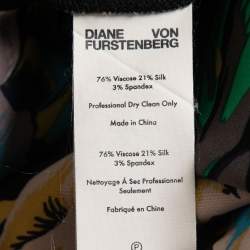 DIANE VON
FURSTENBERG
76% Viscose 21% Silk
3% Spandex
Professional Dry Clean Only
Made in China
76% Viscose 21% Silk
3% Spandex
Nettoyage À Sec Professionnel
Seulement
Fabriqué en Chine
P